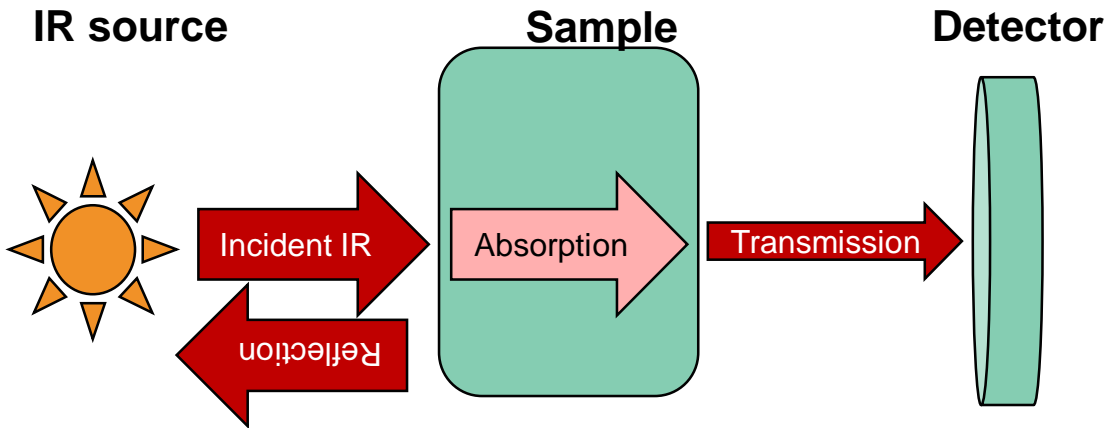 IR source
Sample
Detector
Incident IR
Absorption
Transmission
Reflection